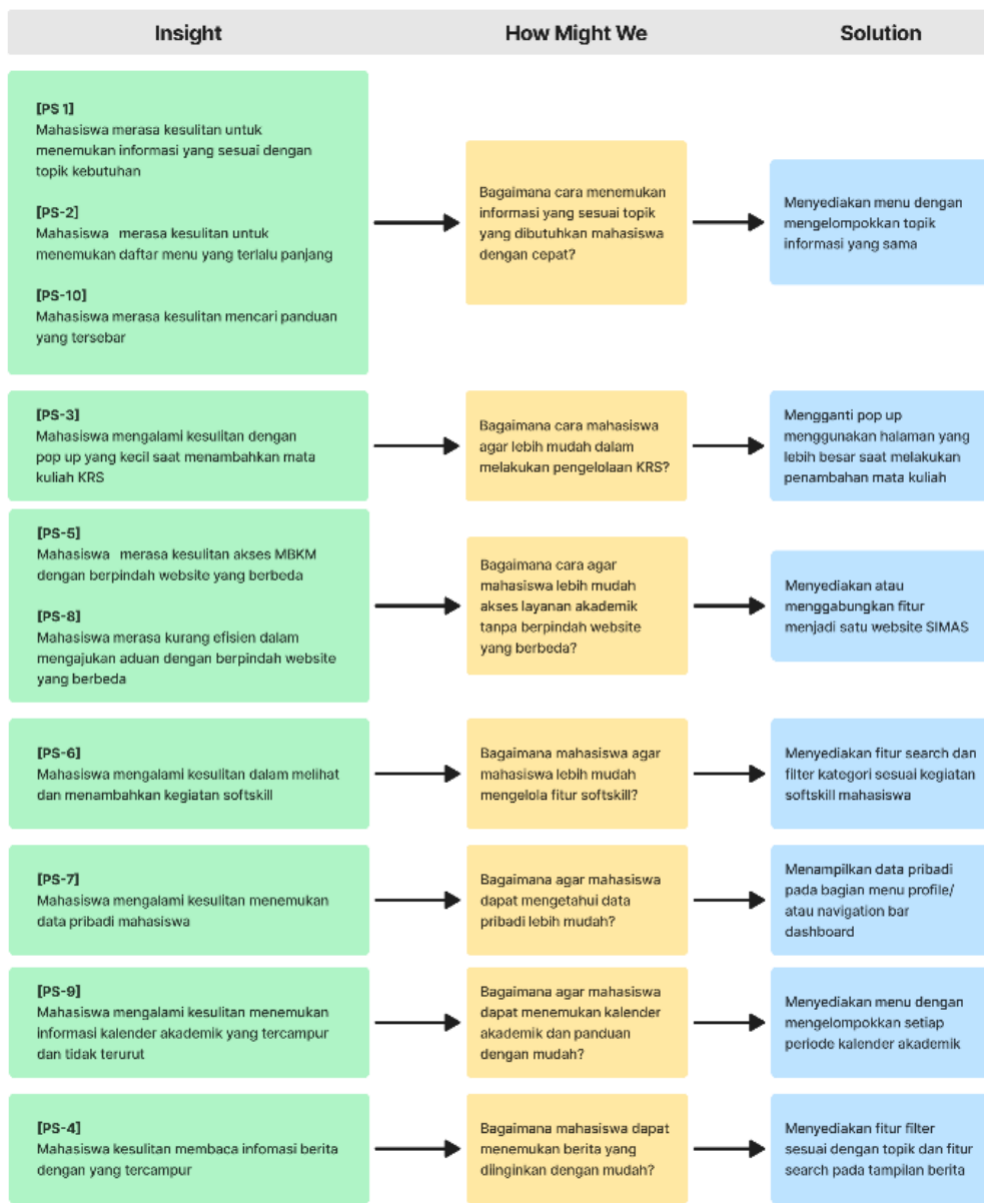 Insight
How Might We
Solution
[PS 1]
Mahasiswa merasa kesulitan untuk
menemukan informasi yang sesuai dengan
topik kebutuhan
[PS-2]
Mahasiswa merasa kesulitan untuk
menemukan daftar menu yang terlalu panjang
[PS-10]
Mahasiswa merasa kesulitan mencari panduan
yang tersebar
Bagaimana cara menemukan
informasi yang sesuai topik
yang dibutuhkan mahasiswa
dengan cepat?
Menyediakan menu dengan
mengelompokkan topik
informasi yang sama
[PS-3]
Mahasiswa mengalami kesulitan dengan
pop up yang kecil saat menambahkan mata
kuliah KRS
Bagaimana cara mahasiswa
agar lebih mudah dalam
melakukan pengelolaan KRS?
Mengganti pop up
menggunakan halaman yang
lebih besar saat melakukan
penambahan mata kuliah
[PS-5]
Mahasiswa merasa kesulitan akses MBKM
dengan berpindah website yang berbeda
[PS-8]
Mahasiswa merasa kurang efisien dalam
mengajukan aduan dengan berpindah website
yang berbeda
Bagaimana cara agar
mahasiswa lebih mudah
akses layanan akademik
tanpa berpindah website
yang berbeda?
Menyediakan atau
menggabungkan fitur
menjadi satu website SIMAS
[PS-6]
Mahasiswa mengalami kesulitan dalam melihat
dan menambahkan kegiatan softskill
Bagaimana mahasiswa agar
mahasiswa lebih mudah
mengelola fitur softskill?
Menyediakan fitur search dan
filter kategori sesuai kegiatan
softskill mahasiswa
[PS-7]
Mahasiswa mengalami kesulitan menemukan
data pribadi mahasiswa
Bagaimana agar mahasiswa
dapat mengetahui data
pribadi lebih mudah?
Menampilkan data pribadi
pada bagian menu profile/
atau navigation bar
dashboard
[PS-9]
Mahasiswa mengalami kesulitan menemukan
informasi kalender akademik yang tercampur
dan tidak terurut
Bagaimana agar mahasiswa
dapat menemukan kalender
akademik dan panduan
dengan mudah?
Menyediakan menu dengan
mengelompokkan setiap
periode kalender akademik
[PS-4]
Mahasiswa kesulitan membaca infomasi berita
dengan yang tercampur
Bagaimana mahasiswa dapat
menemukan berita yang
diinginkan dengan mudah?
Menyediakan fitur filter
sesuai dengan topik dan fitur
search pada tampilan berita